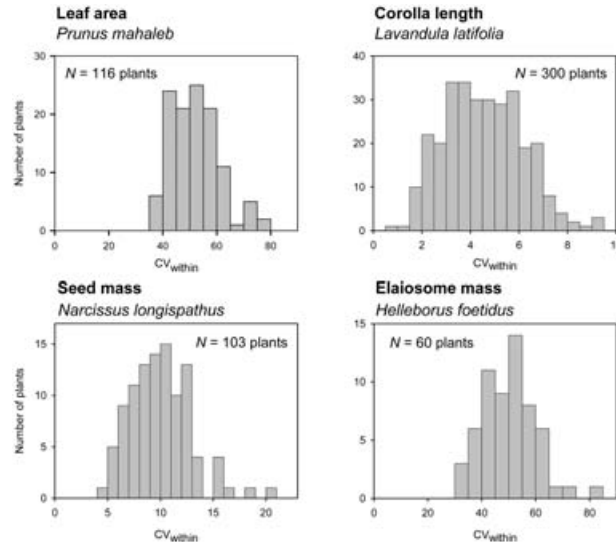 Leaf area
Prunus mahaleb
N = 116 plants
Number of plants
30
20
10
0
0 20 40 60 80
CVwithin
Corolla length
Lavandula latifolia
N = 300 plants
40
30
20
10
0
0 2 4 6 8 1
CVwithin
Seed mass
Narcissus longispathus
N = 103 plants
Number of plants
15
10
5
0
5 10 15 20
CVwithin
Elaiosome mass
Helleborus foetidus
N = 60 plants
15
10
5
0
0 20 40 60 80
CVwithin